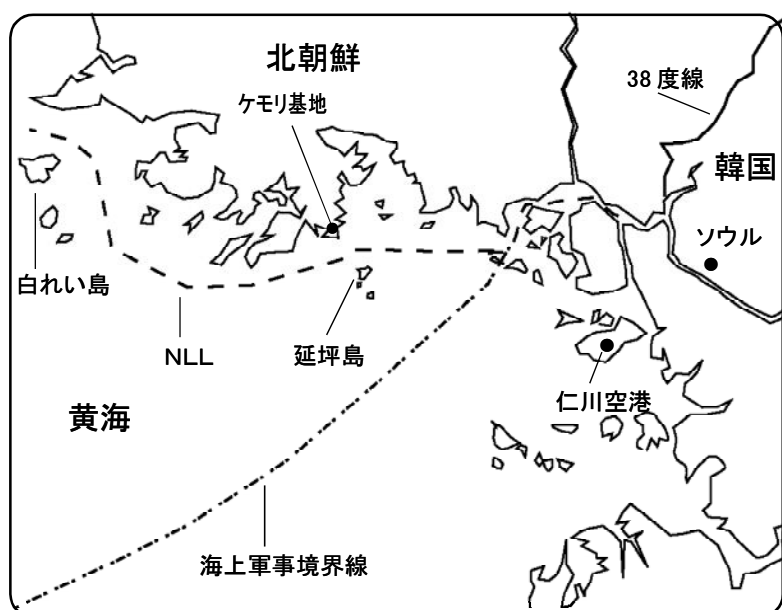 北朝鮮
ケモリ基地
38度線
韓国
ソウル
白れい島
NLL
延坪島
仁川空港
黄海
海上軍事境界線